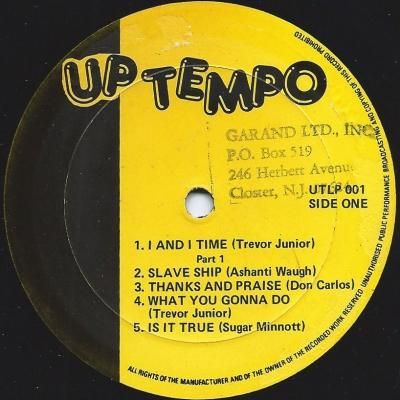 UP TEMPO
GARAND LTD., INC.
P.O. Box 519
246 Herbert Avenue
Closter, N.J.
UTLP 001
SIDE ONE
1. I AND I TIME (Trevor Junior)
Part 1
2. SLAVE SHIP (Ashanti Waugh)
3. THANKS AND PRAISE (Don Carlos)
4. WHAT YOU GONNA DO
(Trevor Junior)
5. IS IT TRUE (Sugar Minnott)
ALL RIGHTS OF THE MANUFACTURER AND OF THE OWNER OF THE RECORDED WORK RESERVED UNAUTHORISED PUBLIC PERFORMANCE BROADCASTING AND COPYING OF THIS RECORD PROHIBITED